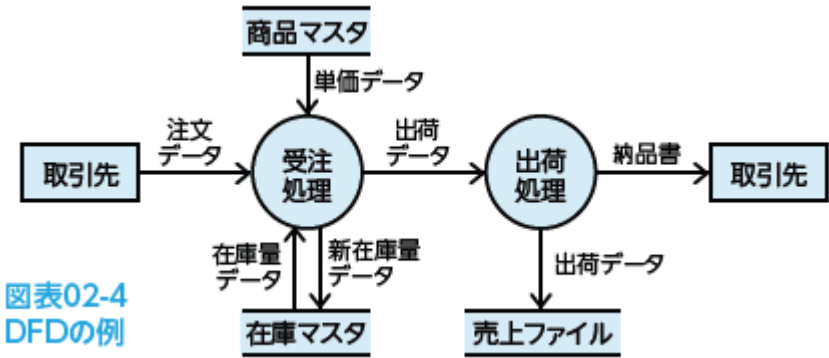 商品マスタ
単価データ
注文
データ
出荷
データ
取引先
受注
処理
出荷
処理
納品書
取引先
在庫量
データ
新在庫量
データ
出荷データ
図表02-4
DFDの例
在庫マスタ
売上ファイル